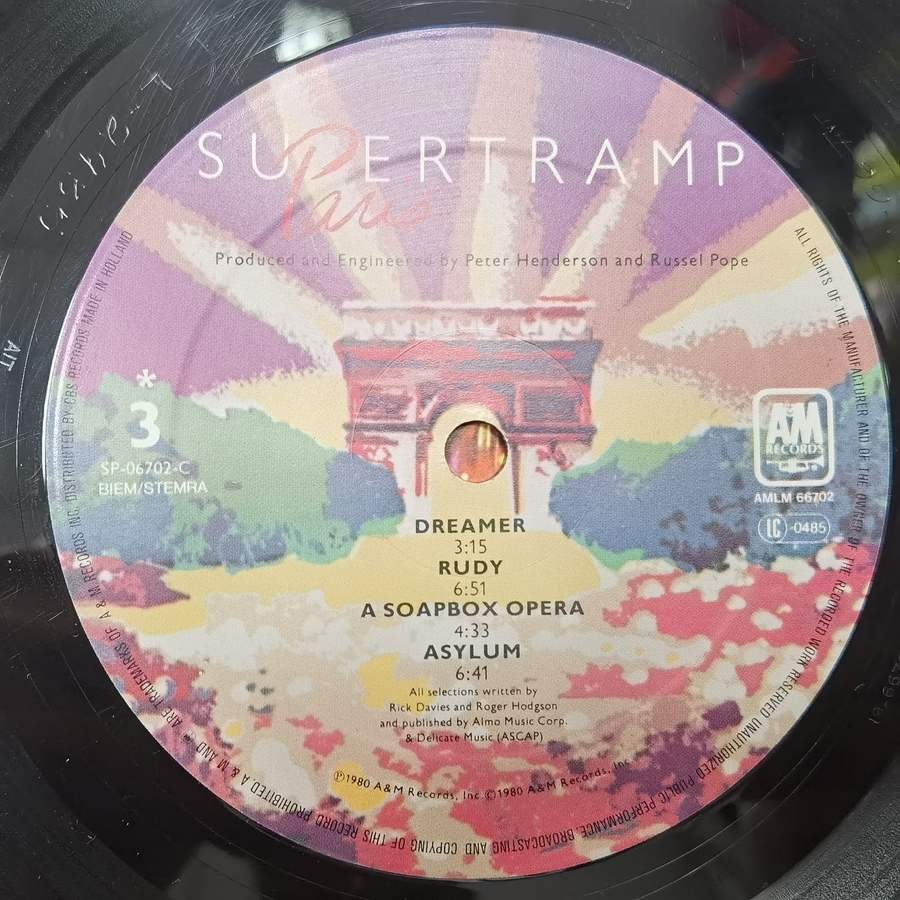 SUPERTRAMP
Paris
Produced and Engineered by Peter Henderson and Russel Pope
*
3
SP-06702-C
BIEM/STEMRA
A&M
RECORDS
AMLM 66702
LC-0485
DREAMER
3:15
RUDY
6:51
A SOAPBOX OPERA
4:33
ASYLUM
6:41
All selections written by
Rick Davies and Roger Hodgson
and published by Almo Music Corp.
& Delicate Music (ASCAP)
℗1980 A&M Records, Inc. ©1980 A&M Records, Inc.
ALL RIGHTS OF THE MANUFACTURER AND OF THE OWNER OF THE RECORDED WORK RESERVED UNAUTHORIZED PUBLIC PERFORMANCE, BROADCASTING AND COPYING OF THIS RECORD PROHIBITED. A & M AND ARE TRADEMARKS OF A & M RECORDS INC. DISTRIBUTED BY CBS RECORDS MADE IN HOLLAND